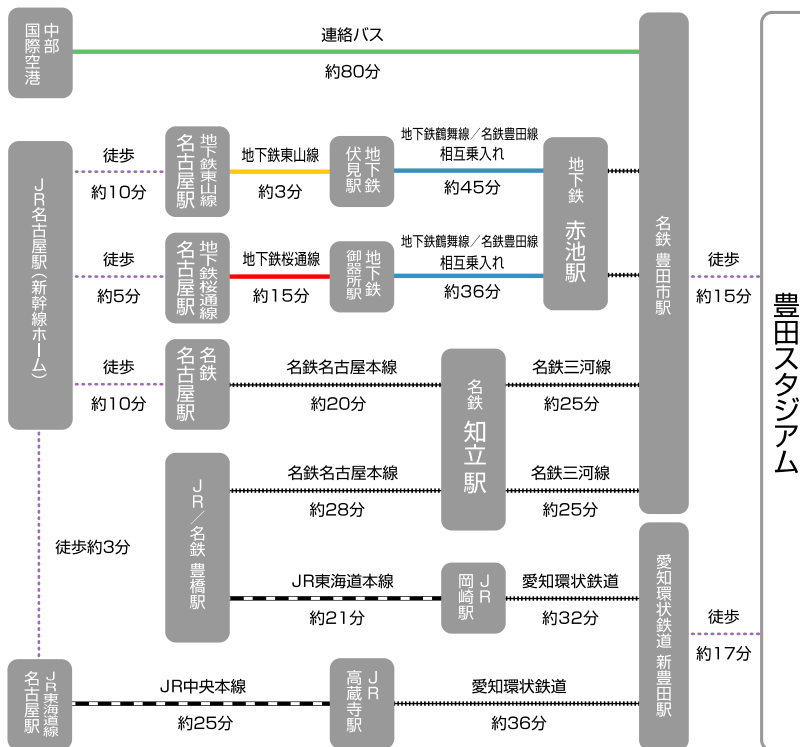 中部
国際空港
連絡バス
約80分
JR名古屋駅(新幹線ホーム)
徒歩
約10分
地下鉄東山線
名古屋駅
地下鉄東山線
約3分
地下鉄
伏見駅
地下鉄鶴舞線/名鉄豊田線
相互乗入れ
約45分
地下鉄
赤池駅
徒歩
約5分
地下鉄桜通線
名古屋駅
地下鉄桜通線
約15分
地下鉄
御器所駅
地下鉄鶴舞線/名鉄豊田線
相互乗入れ
約36分
徒歩
約10分
名鉄
名古屋駅
名鉄名古屋本線
約20分
名鉄
知立駅
名鉄三河線
約25分
JR/名鉄 豊橋駅
名鉄名古屋本線
約28分
名鉄三河線
約25分
名鉄 豊田市駅
徒歩
約15分
豊田スタジアム
徒歩約3分
JR東海道本線
約21分
JR
岡崎駅
愛知環状鉄道
約32分
愛知環状鉄道 新豊田駅
徒歩
約17分
JR東海道線
名古屋駅
JR中央本線
約25分
JR
高蔵寺駅
愛知環状鉄道
約36分